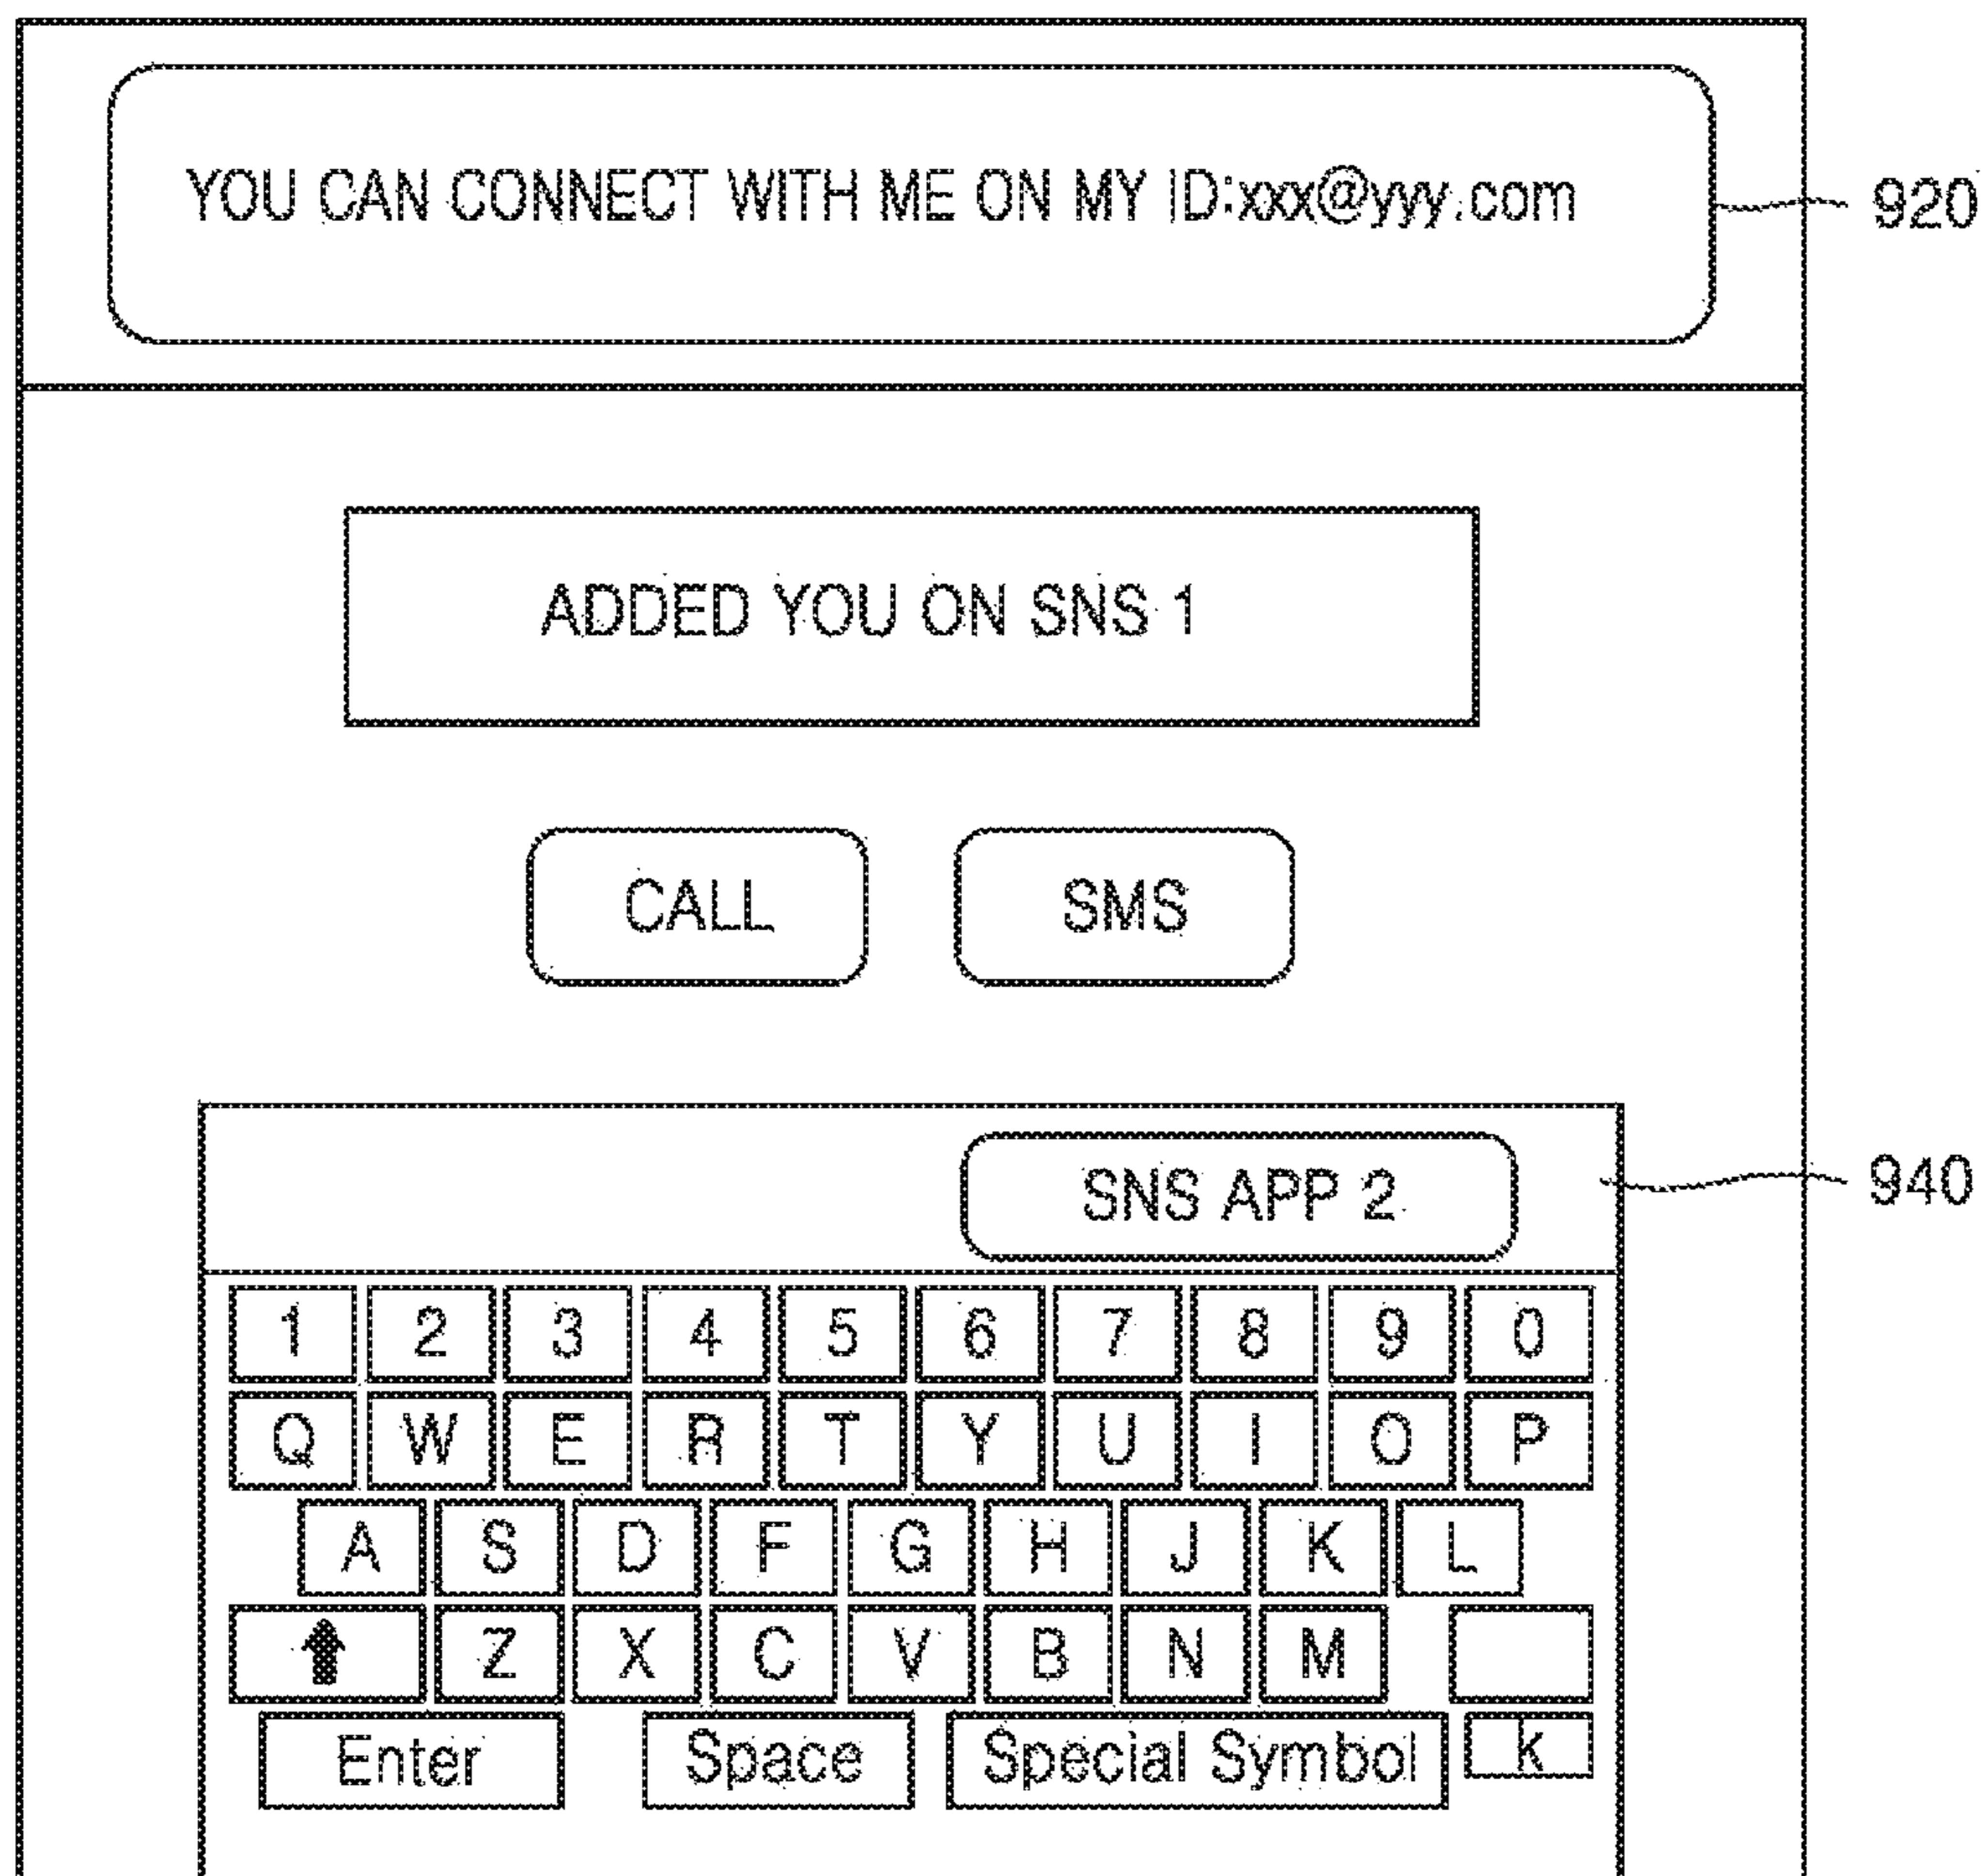 YOU CAN CONNECT WITH ME ON MY ID:xxx@yyy.com
920
ADDED YOU ON SNS 1
CALL SMS
SNS APP 2
940
1 2 3 4 5 6 7 8 9 0
Q W E R T Y U I O P
A S D F G H J K L
Z X C V B N M
Enter Space Special Symbol k